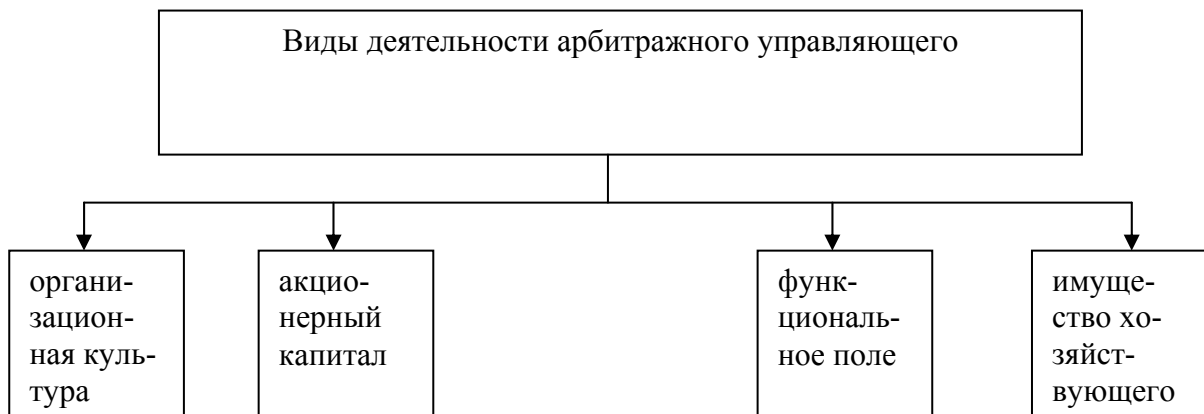 Виды деятельности арбитражного управляющего
органи-
зацион-
ная куль-
тура
акцио-
нерный
капитал
функ-
циональ-
ное поле
имуще-
ство хо-
зяйст-
вующего